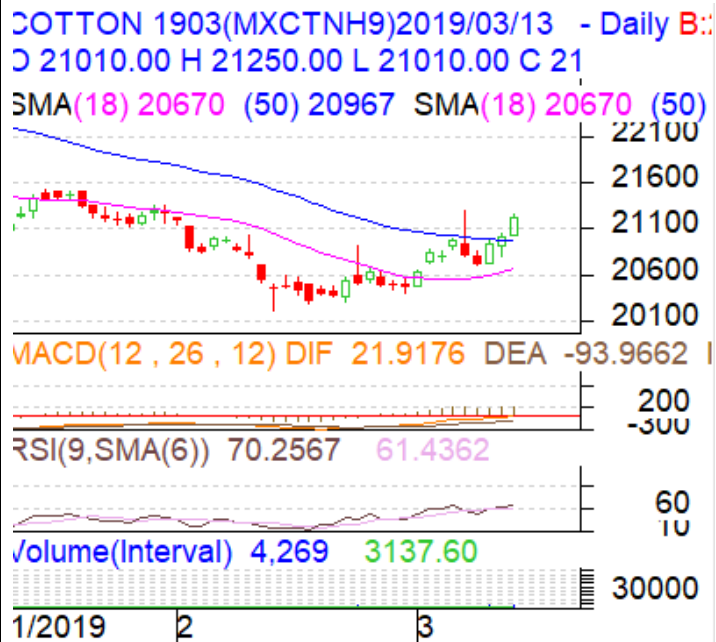 COTTON 1903(MXCTNH9)2019/03/13 - Daily B:
O 21010.00 H 21250.00 L 21010.00 C 21
SMA(18) 20670 (50) 20967 SMA(18) 20670 (50)
22100
21600
21100
20600
20100
MACD(12 , 26 , 12) DIF 21.9176 DEA -93.9662
200
-300
RSI(9,SMA(6)) 70.2567 61.4362
60
10
Volume(Interval) 4,269 3137.60
30000
1/2019 2 3